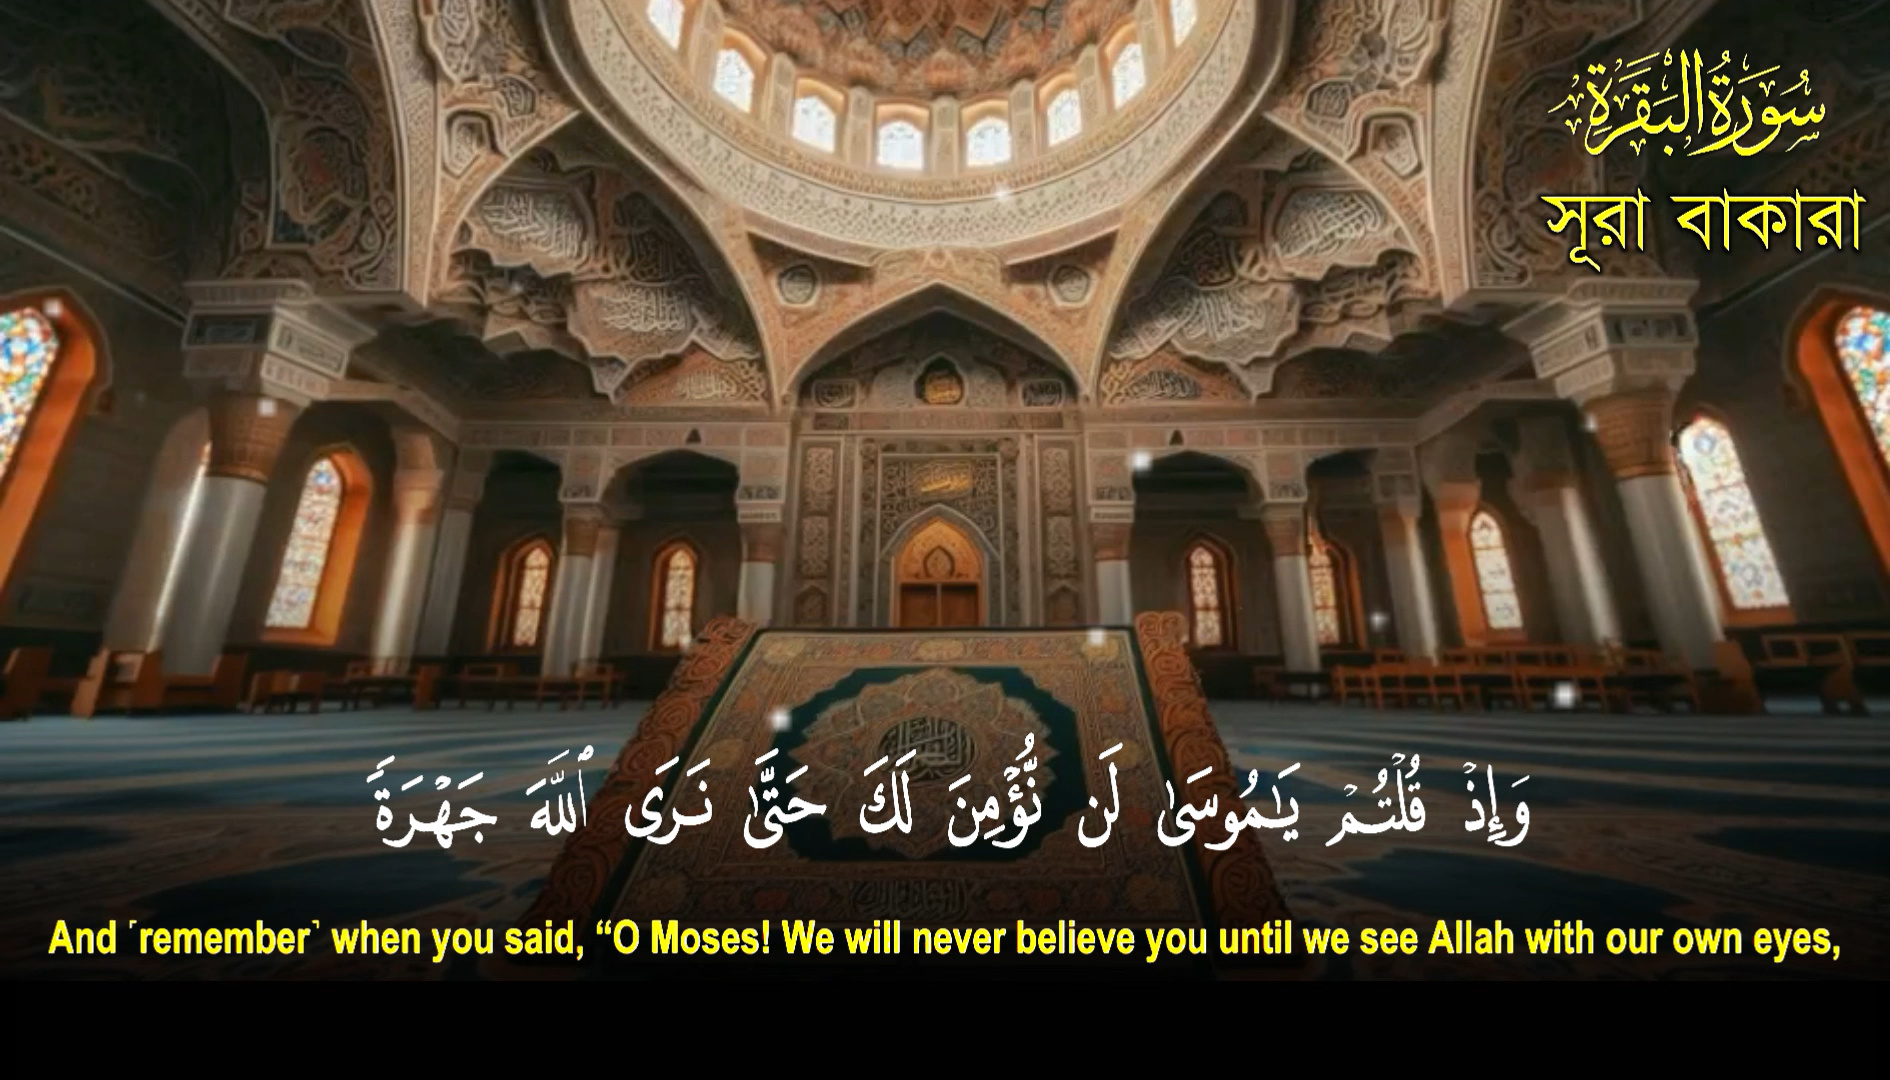 سُورَةُ البَقَرَةِ
সূরা বাকারা
وَإِذْ قُلْتُمْ يَٰمُوسَىٰ لَن نُّؤْمِنَ لَكَ حَتَّىٰ نَرَى ٱللَّهَ جَهْرَةً
And ˹remember˺ when you said, “O Moses! We will never believe you until we see Allah with our own eyes,